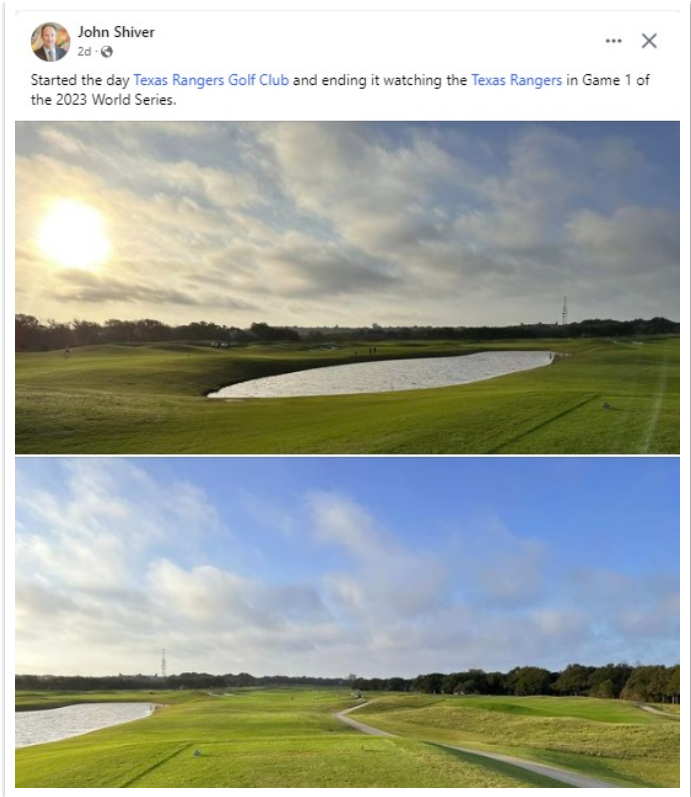 John Shiver
2d ·
Started the day Texas Rangers Golf Club and ending it watching the Texas Rangers in Game 1 of
the 2023 World Series.